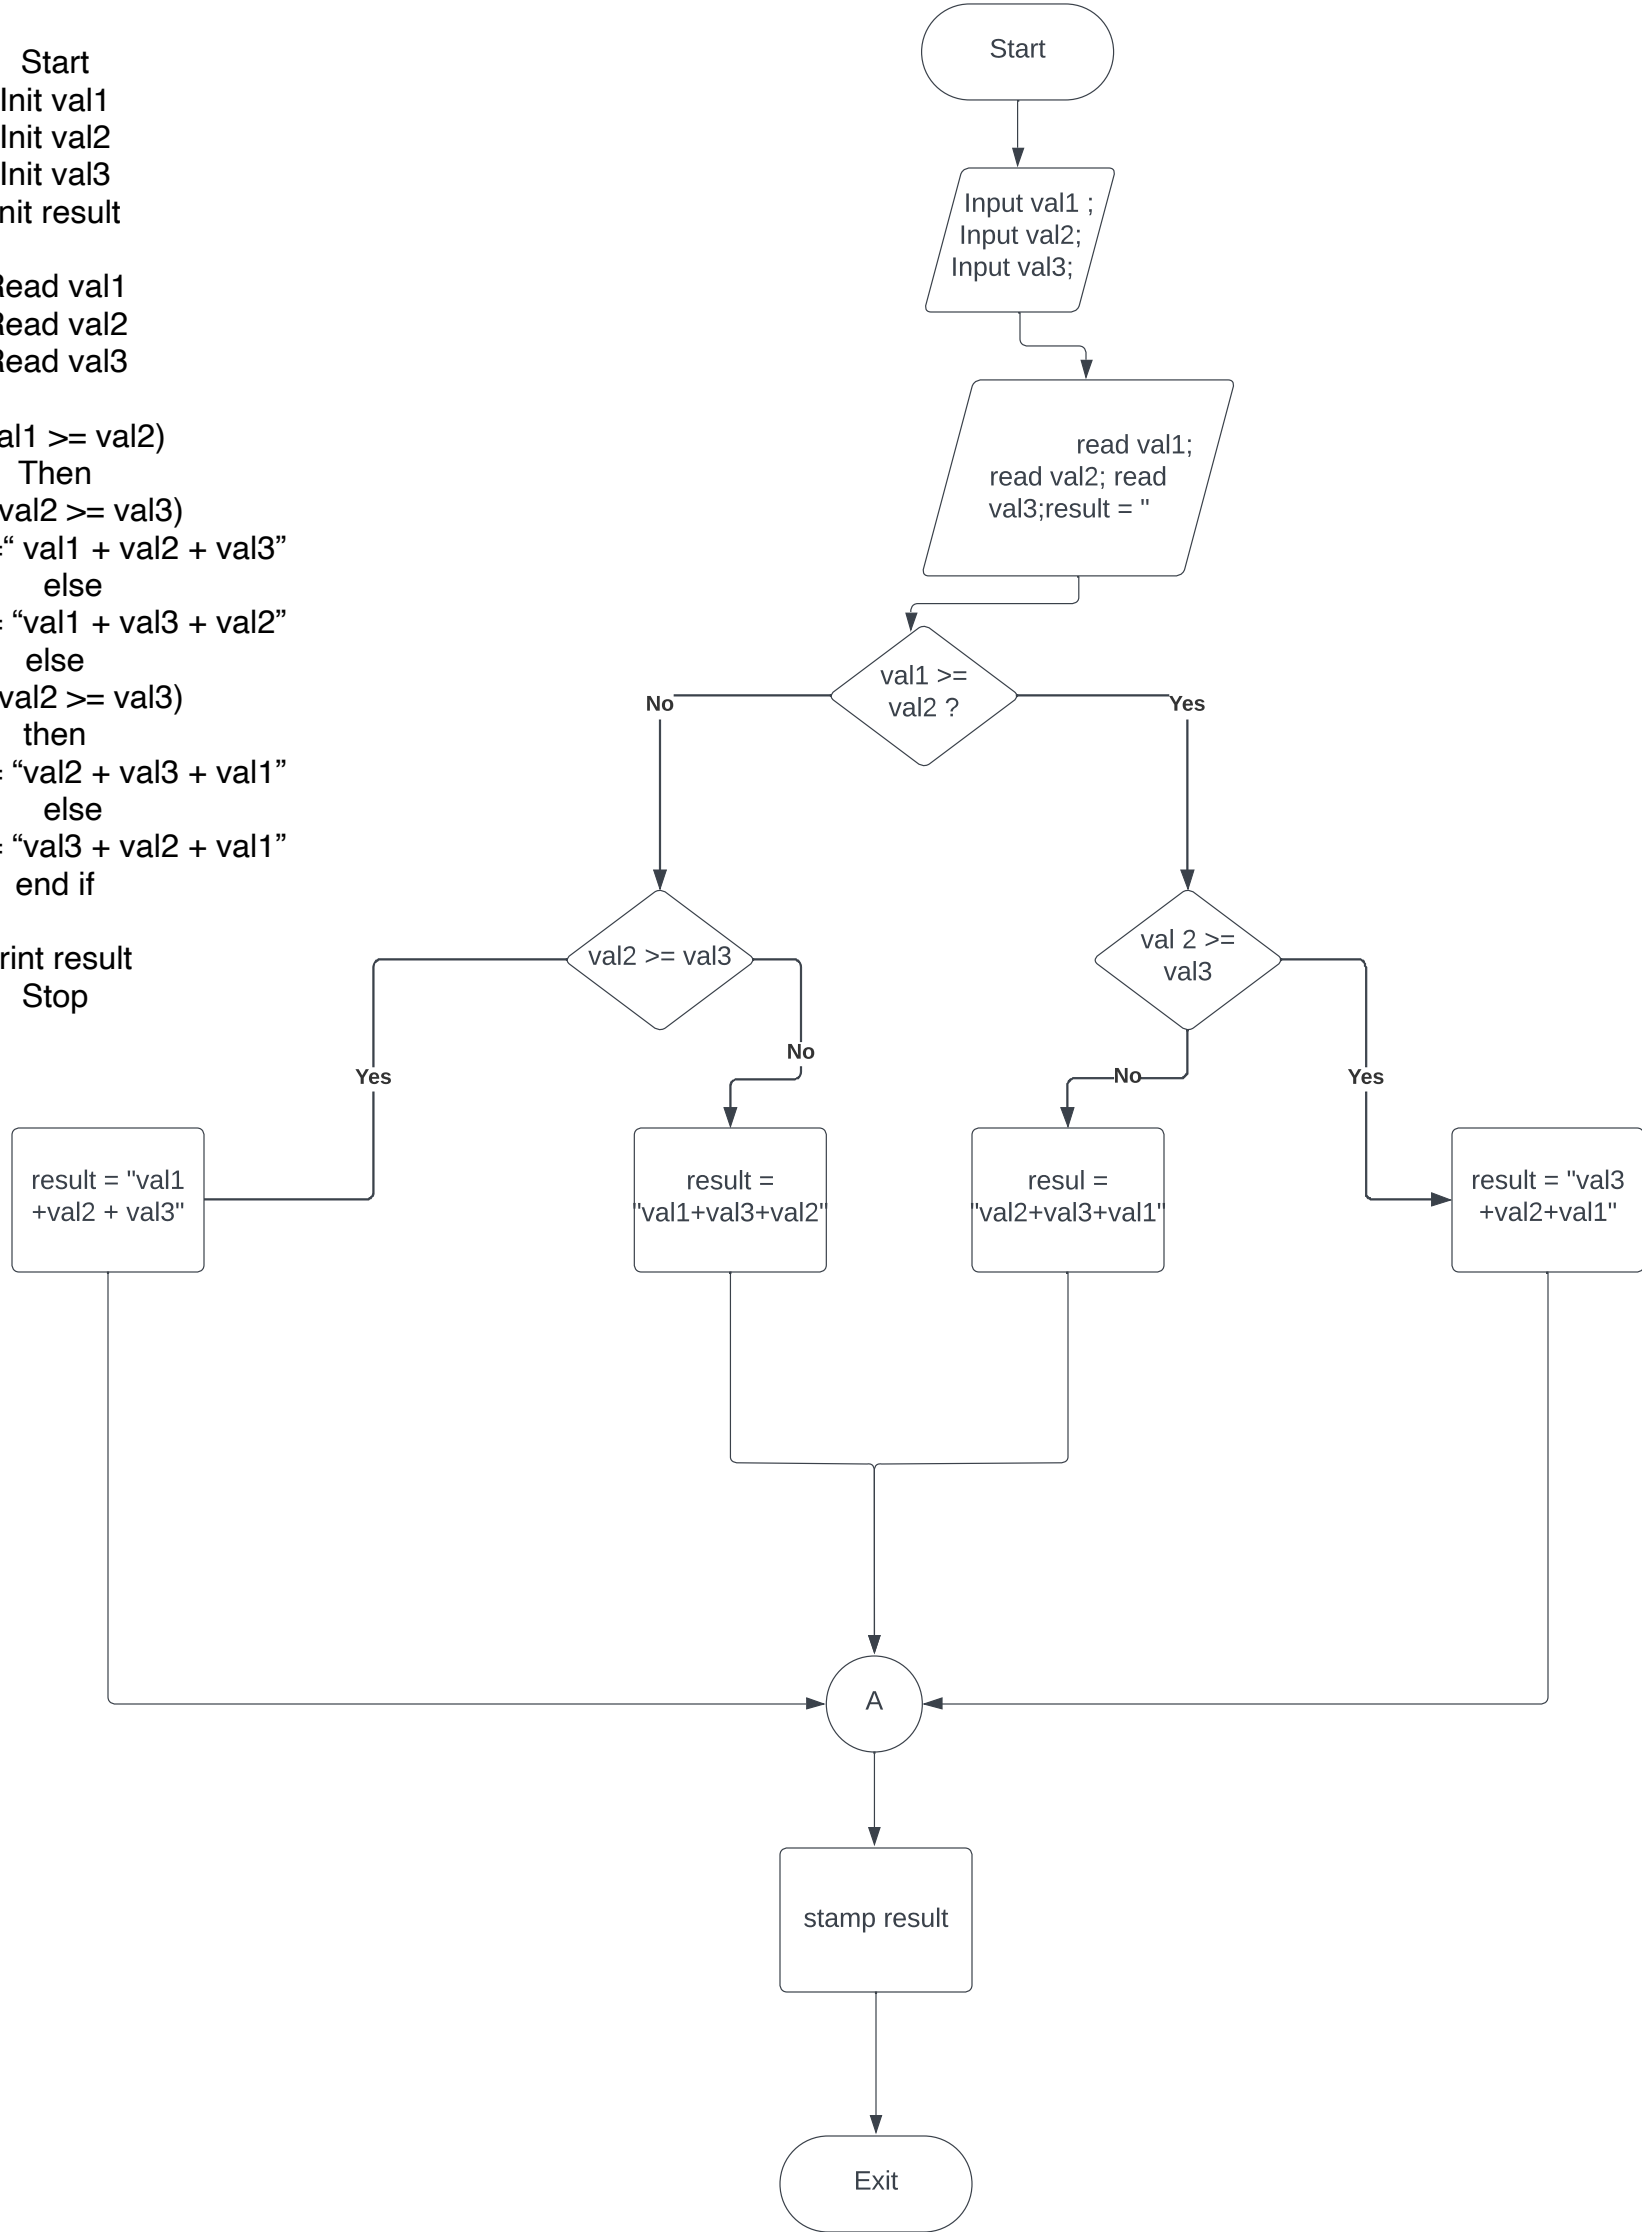 Start
Init val1
Init val2
Init val3
nit result
Read val1
Read val2
Read val3
al1 >= val2)
Then
val2 >= val3)
=“ val1 + val2 + val3”
else
= “val1 + val3 + val2”
else
val2 >= val3)
then
= “val2 + val3 + val1”
else
= “val3 + val2 + val1”
end if
rint result
Stop
Start
Input val1 ;
Input val2;
Input val3;
read val1;
read val2; read
val3;result = "
val1 >=
val2 ?
No
Yes
val2 >= val3
val 2 >=
val3
Yes
No
No
Yes
result = "val1
+val2 + val3"
result =
"val1+val3+val2"
resul =
"val2+val3+val1"
result = "val3
+val2+val1"
A
stamp result
Exit